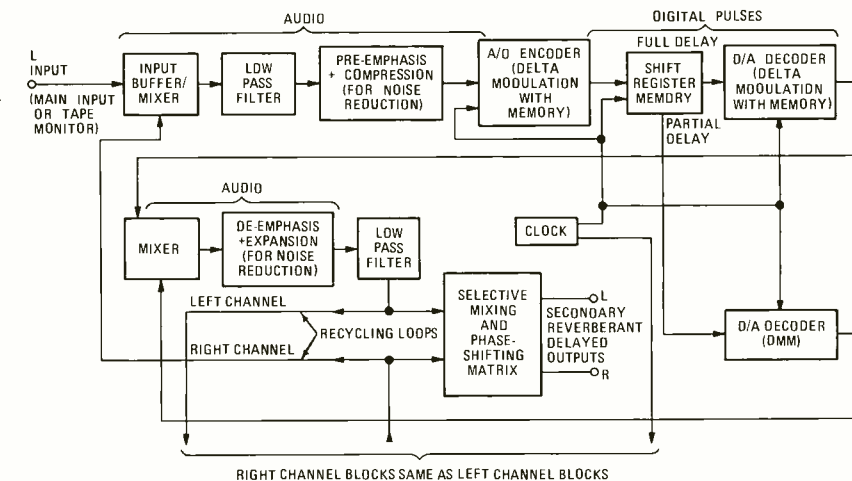 AUDIO
DIGITAL PULSES
L
INPUT
(MAIN INPUT
OR TAPE
MONITOR)
INPUT
BUFFER/
MIXER
LOW
PASS
FILTER
PRE-EMPHASIS
+ COMPRESSION
(FOR NOISE
REDUCTION)
A/D ENCODER
(DELTA
MODULATION
WITH
MEMORY)
FULL DELAY
SHIFT
REGISTER
MEMORY
PARTIAL
DELAY
D/A DECODER
(DELTA
MODULATION
WITH MEMORY)
AUDIO
MIXER
DE-EMPHASIS
+EXPANSION
(FOR NOISE
REDUCTION)
LOW
PASS
FILTER
CLOCK
LEFT CHANNEL
RECYCLING LOOPS
RIGHT CHANNEL
SELECTIVE
MIXING
AND
PHASE-
SHIFTING
MATRIX
L
SECONDARY
REVERBERANT
DELAYED
OUTPUTS
R
D/A DECODER
(DMM)
RIGHT CHANNEL BLOCKS SAME AS LEFT CHANNEL BLOCKS